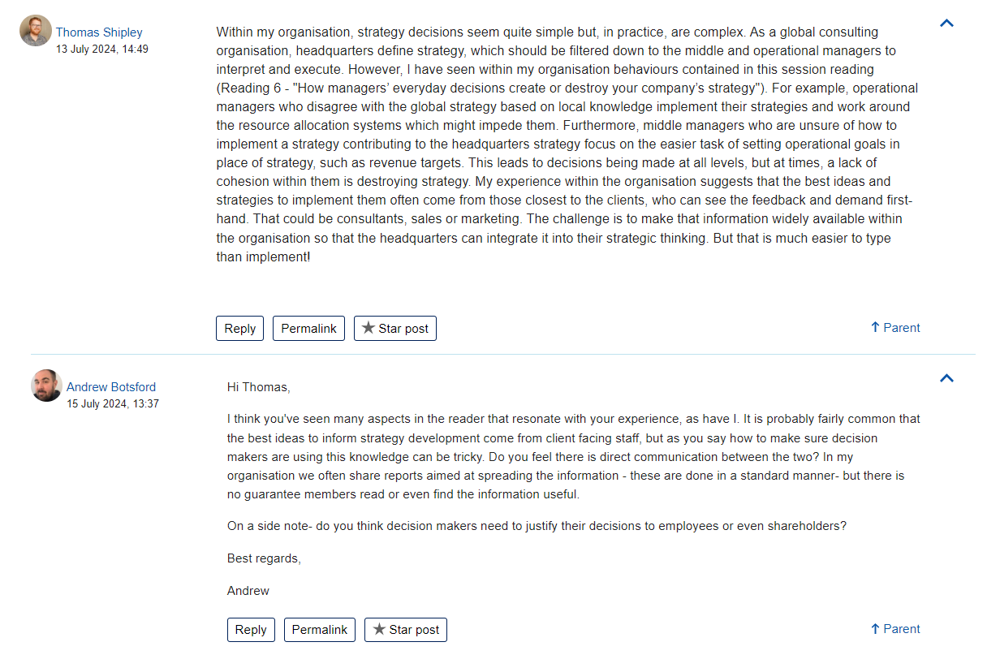 Thomas Shipley
13 July 2024, 14:49
Within my organisation, strategy decisions seem quite simple but, in practice, are complex. As a global consulting
organisation, headquarters define strategy, which should be filtered down to the middle and operational managers to
interpret and execute. However, I have seen within my organisation behaviours contained in this session reading
(Reading 6 - "How managers’ everyday decisions create or destroy your company’s strategy"). For example, operational
managers who disagree with the global strategy based on local knowledge implement their strategies and work around
the resource allocation systems which might impede them. Furthermore, middle managers who are unsure of how to
implement a strategy contributing to the headquarters strategy focus on the easier task of setting operational goals in
place of strategy, such as revenue targets. This leads to decisions being made at all levels, but at times, a lack of
cohesion within them is destroying strategy. My experience within the organisation suggests that the best ideas and
strategies to implement them often come from those closest to the clients, who can see the feedback and demand first-
hand. That could be consultants, sales or marketing. The challenge is to make that information widely available within
the organisation so that the headquarters can integrate it into their strategic thinking. But that is much easier to type
than implement!
Reply
Permalink
★ Star post
↑ Parent
Andrew Botsford
15 July 2024, 13:37
Hi Thomas,
I think you've seen many aspects in the reader that resonate with your experience, as have I. It is probably fairly common that
the best ideas to inform strategy development come from client facing staff, but as you say how to make sure decision
makers are using this knowledge can be tricky. Do you feel there is direct communication between the two? In my
organisation we often share reports aimed at spreading the information - these are done in a standard manner- but there is
no guarantee members read or even find the information useful.
On a side note- do you think decision makers need to justify their decisions to employees or even shareholders?
Best regards,
Andrew
Reply
Permalink
★ Star post
↑ Parent